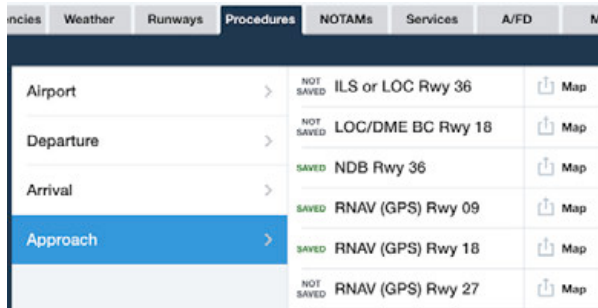 ncies Weather Runways Procedures NOTAMs Services A/FD
Airport
Departure
Arrival
Approach
NOT SAVED ILS or LOC Rwy 36 Map
NOT SAVED LOC/DME BC Rwy 18 Map
SAVED NDB Rwy 36 Map
SAVED RNAV (GPS) Rwy 09 Map
SAVED RNAV (GPS) Rwy 18 Map
NOT SAVED RNAV (GPS) Rwy 27 Map